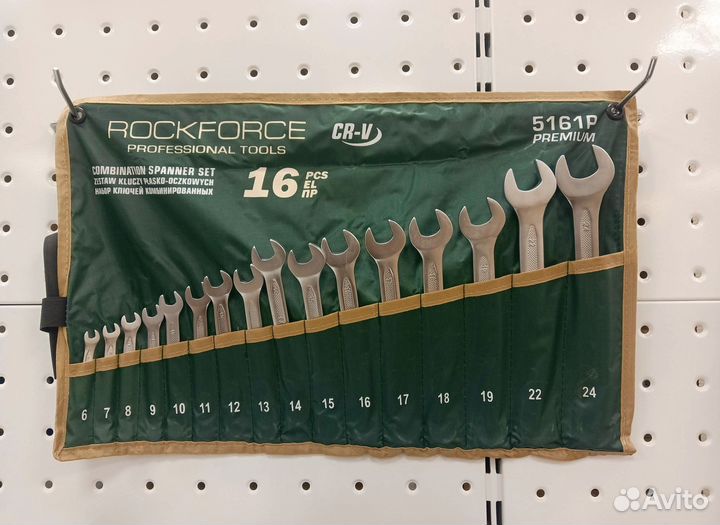 ROCKFORCE
PROFESSIONAL TOOLS
CR-V
5161P
PREMIUM
COMBINATION SPANNER SET
ZESTAW KLUCZY PŁASKO-OCZKOWYCH
НАБОР КЛЮЧЕЙ КОМБИНИРОВАННЫХ
16 PCS
EL
ПР
6 7 8 9 10 11 12 13 14 15 16 17 18 19 22 24
Avito